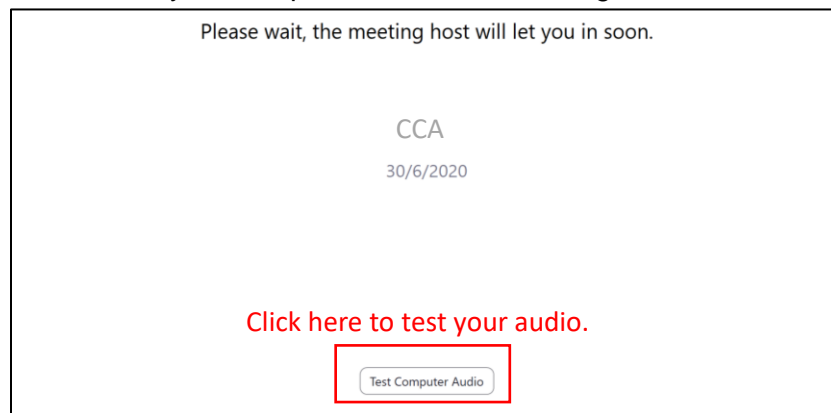 Please wait, the meeting host will let you in soon.
CCA
30/6/2020
Click here to test your audio.
Test Computer Audio